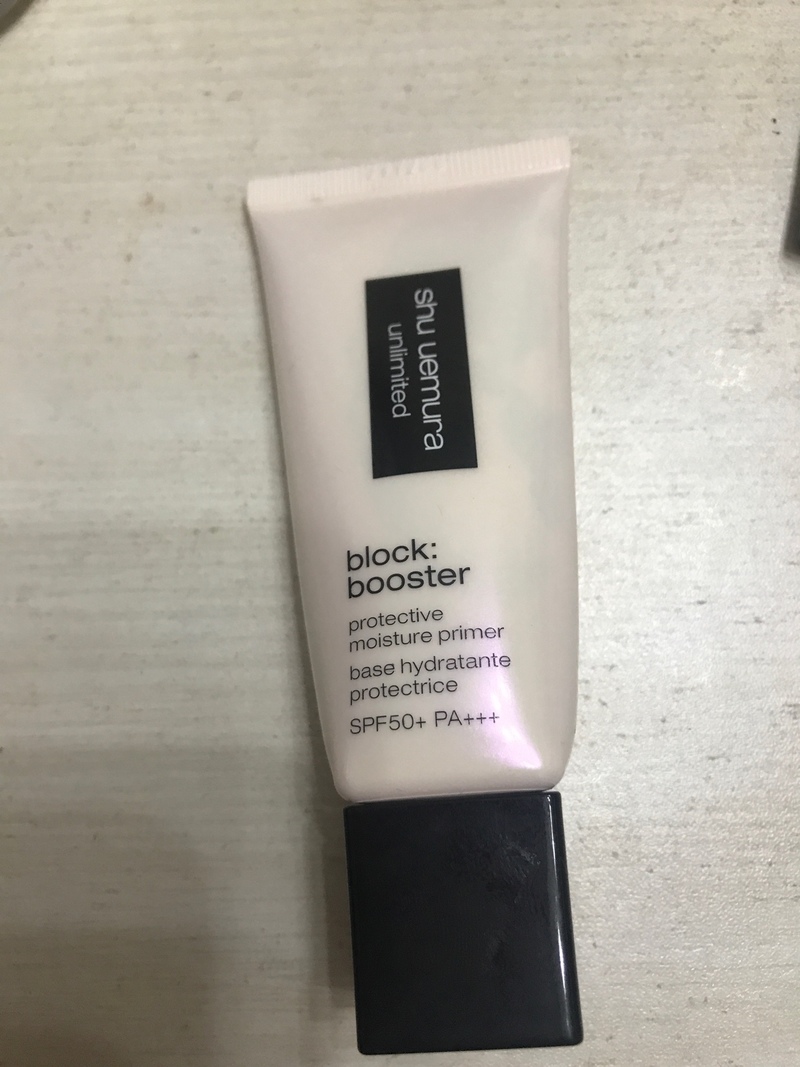 shu uemura
unlimited
block:
booster
protective
moisture primer
base hydratante
protectrice
SPF50+ PA+++